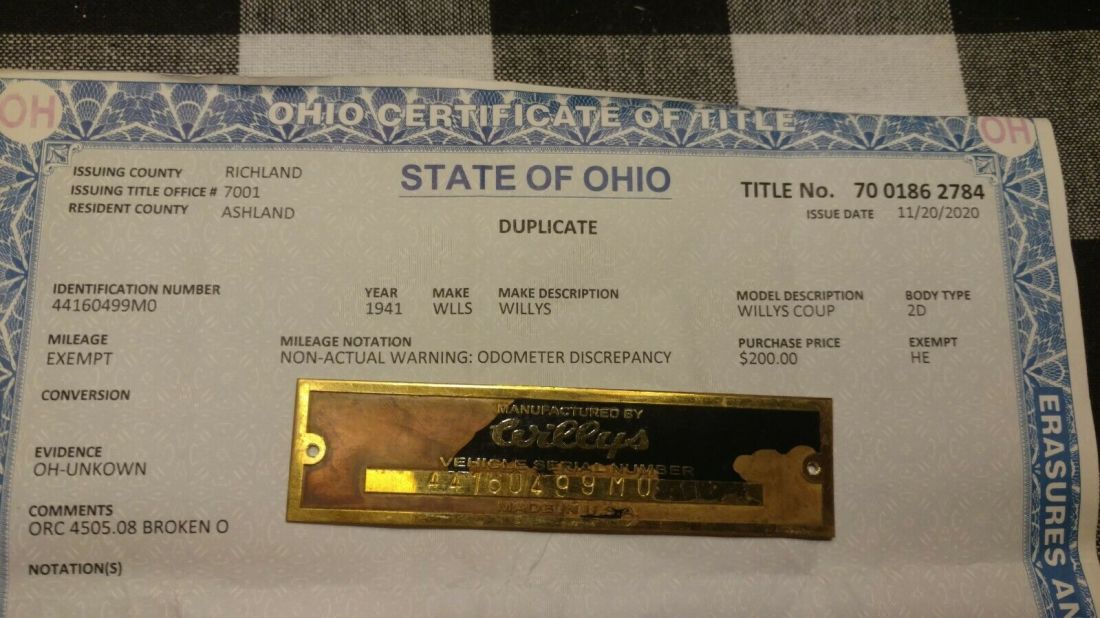 OH OHIO CERTIFICATE OF TITLE OH
ISSUING COUNTY RICHLAND
ISSUING TITLE OFFICE # 7001
RESIDENT COUNTY ASHLAND
STATE OF OHIO
DUPLICATE
TITLE No. 70 0186 2784
ISSUE DATE 11/20/2020
IDENTIFICATION NUMBER YEAR MAKE MAKE DESCRIPTION MODEL DESCRIPTION BODY TYPE
44160499M0 1941 WLLS WILLYS WILLYS COUP 2D
MILEAGE MILEAGE NOTATION PURCHASE PRICE EXEMPT
EXEMPT NON-ACTUAL WARNING: ODOMETER DISCREPANCY $200.00 HE
CONVERSION
EVIDENCE
OH-UNKOWN
COMMENTS
ORC 4505.08 BROKEN O
NOTATION(S)
MANUFACTURED BY
Willys
VEHICLE SERIAL NUMBER
44160499M0
MADE IN U.S.A
ERASURES AN